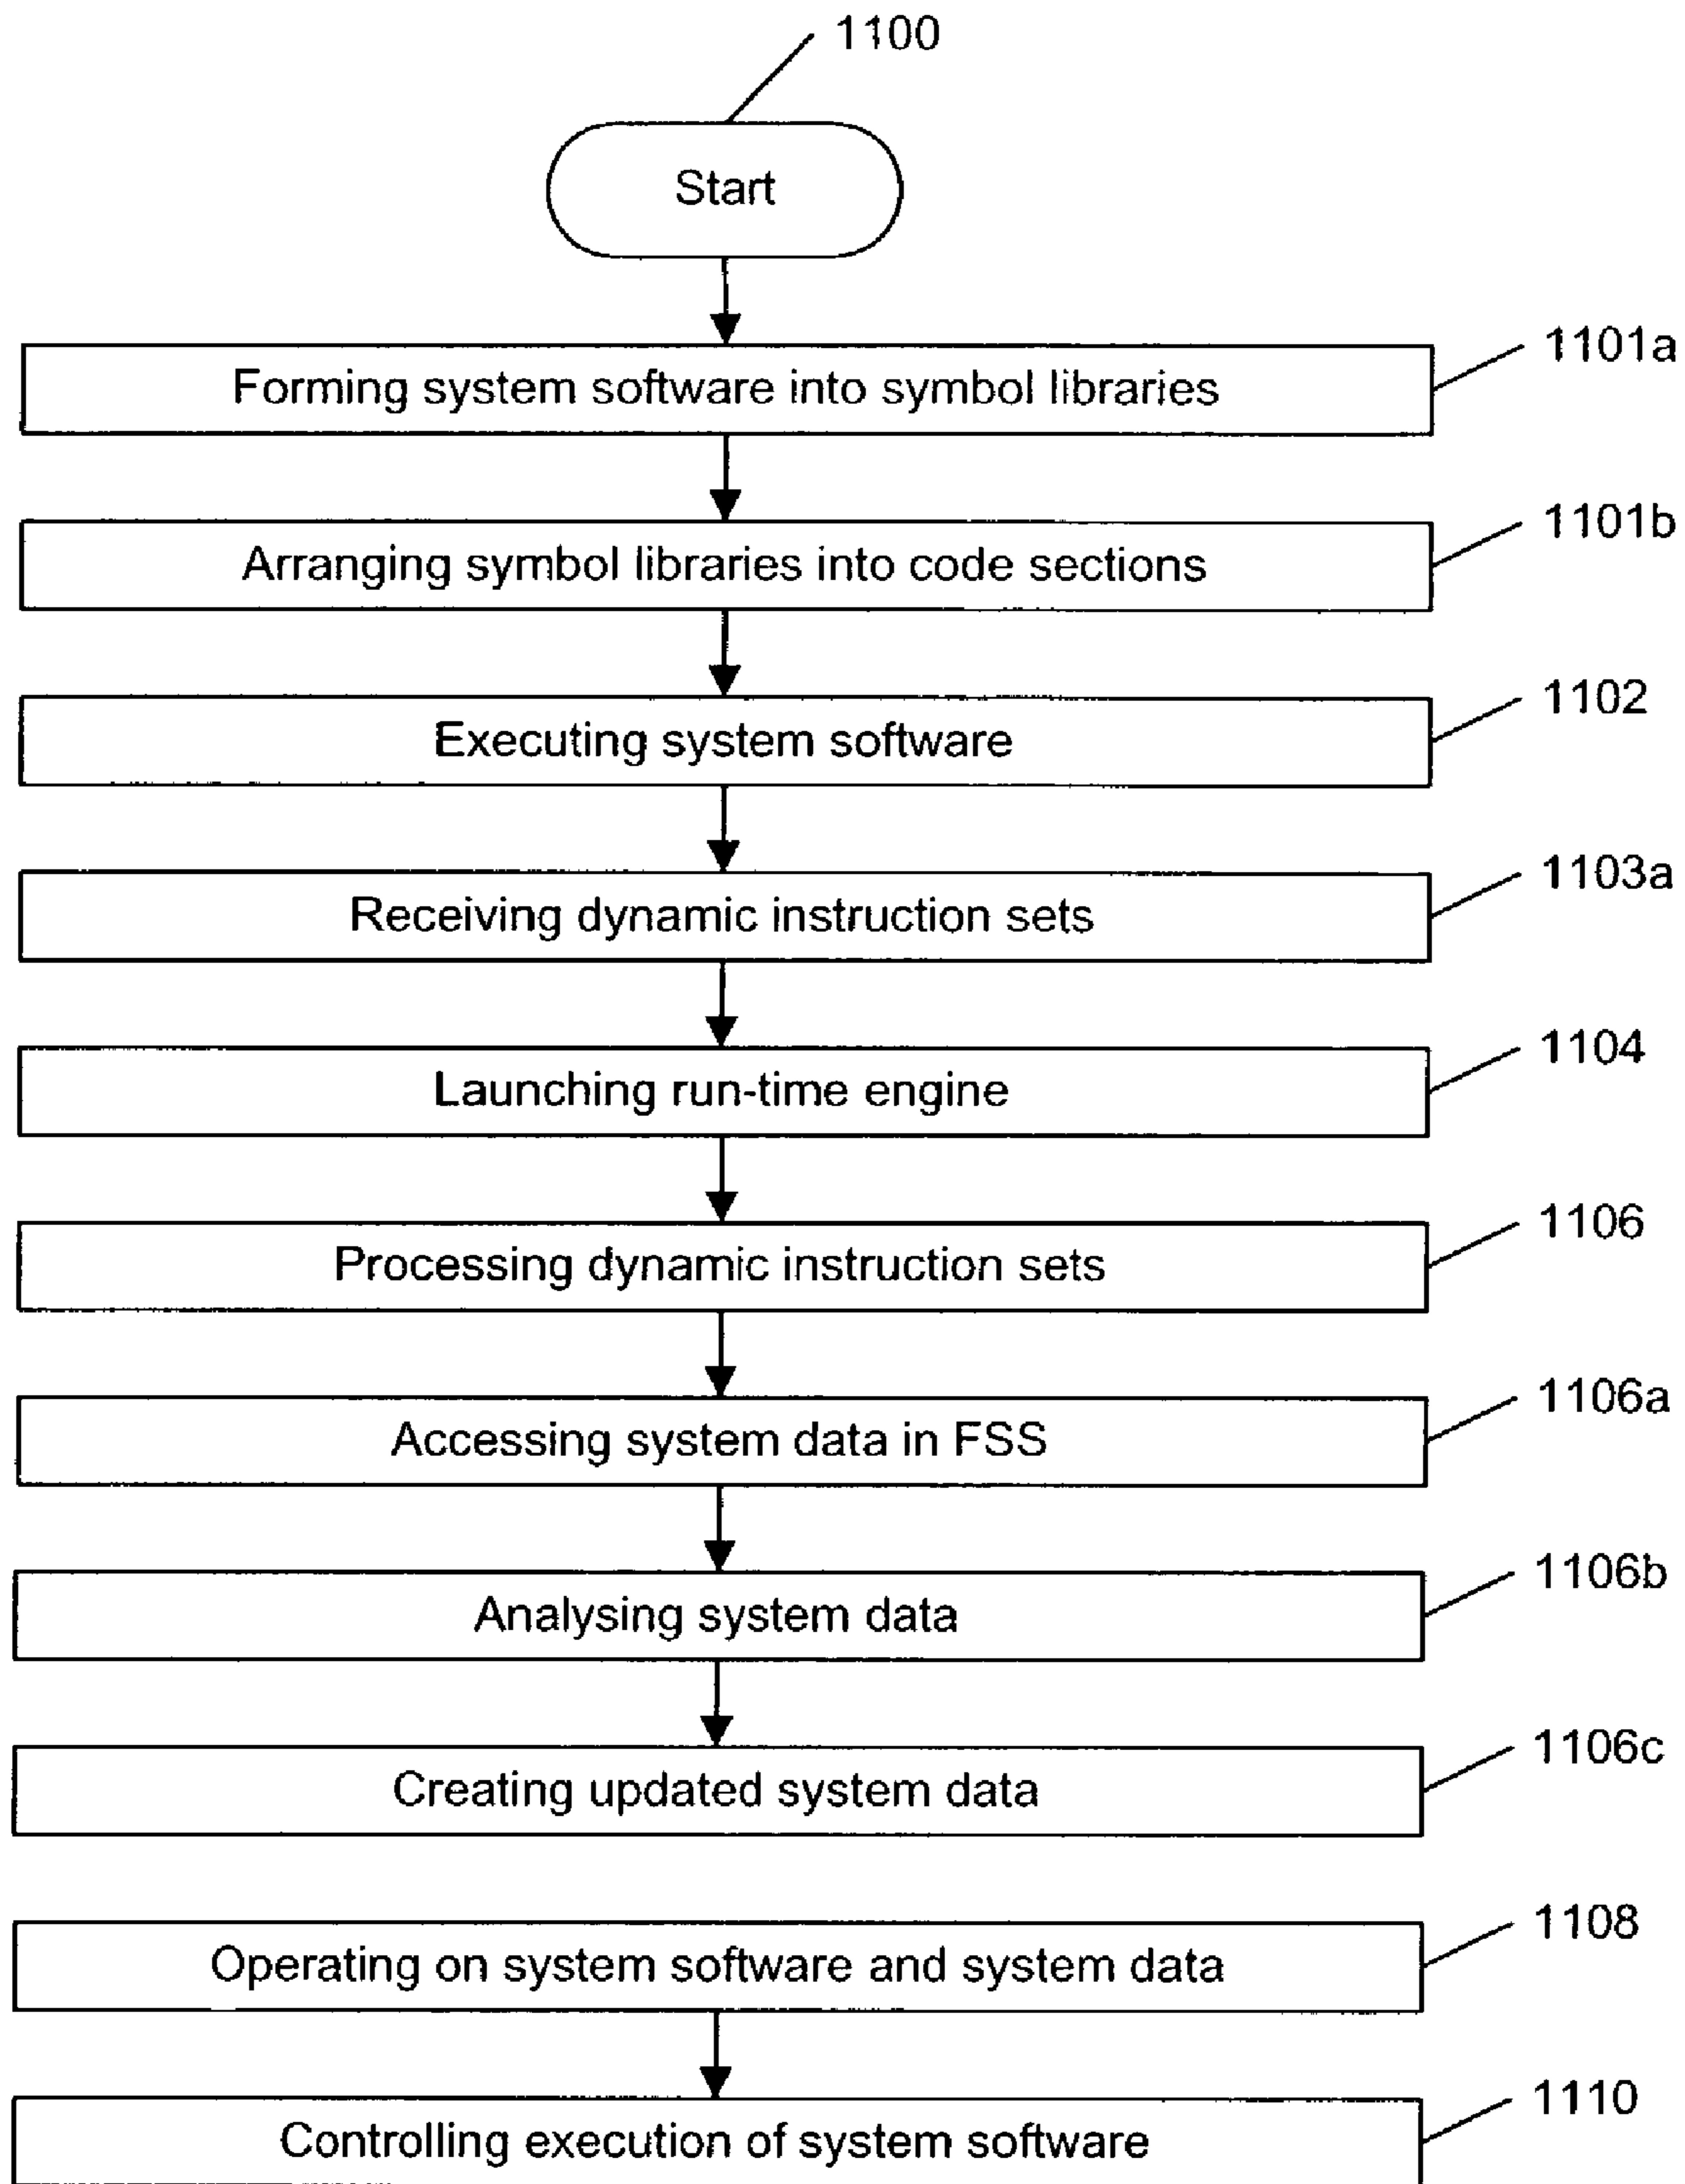 1100
Start
1101a
Forming system software into symbol libraries
1101b
Arranging symbol libraries into code sections
1102
Executing system software
1103a
Receiving dynamic instruction sets
1104
Launching run-time engine
1106
Processing dynamic instruction sets
1106a
Accessing system data in FSS
1106b
Analysing system data
1106c
Creating updated system data
1108
Operating on system software and system data
1110
Controlling execution of system software